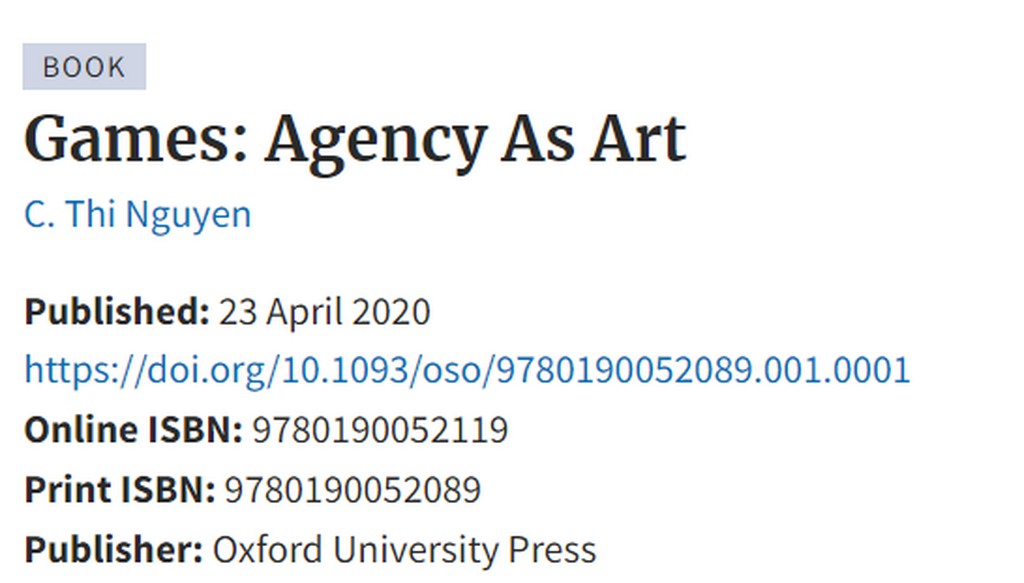 BOOK
Games: Agency As Art
C. Thi Nguyen
Published: 23 April 2020
https://doi.org/10.1093/oso/9780190052089.001.0001
Online ISBN: 9780190052119
Print ISBN: 9780190052089
Publisher: Oxford University Press